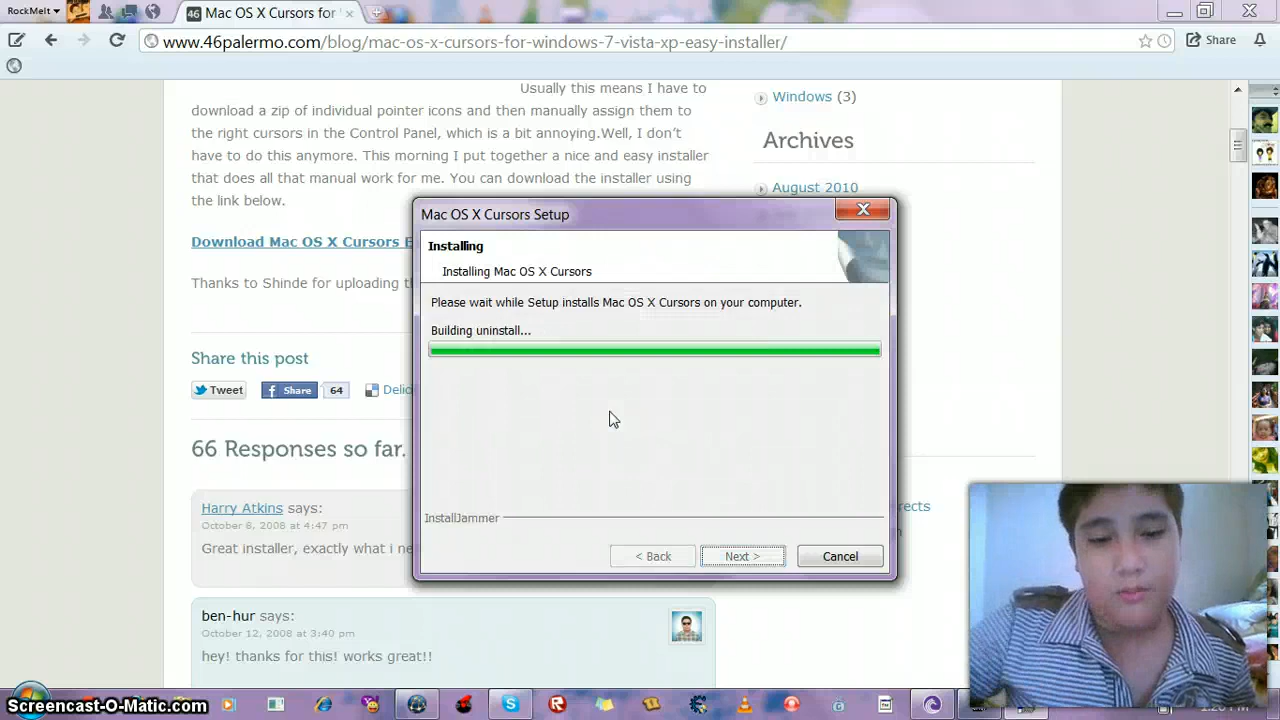 RockMelt
46 Mac OS X Cursors for
www.46palermo.com/blog/mac-os-x-cursors-for-windows-7-vista-xp-easy-installer/
Share
Usually this means I have to
download a zip of individual pointer icons and then manually assign them to
the right cursors in the Control Panel, which is a bit annoying.Well, I don't
have to do this anymore. This morning I put together a nice and easy installer
that does all that manual work for me. You can download the installer using
the link below.
Download Mac OS X Cursors E
Thanks to Shinde for uploading th
Share this post
Tweet
f Share 64
Delici
66 Responses so far.
Harry Atkins says:
October 6, 2008 at 4:47 pm
Great installer, exactly what i ne
ben-hur says:
October 12, 2008 at 3:40 pm
hey! thanks for this! works great!!
Windows (3)
Archives
August 2010
rects
Mac OS X Cursors Setup
Installing
Installing Mac OS X Cursors
Please wait while Setup installs Mac OS X Cursors on your computer.
Building uninstall...
InstallJammer
< Back
Next >
Cancel
Screencast-O-Matic.com